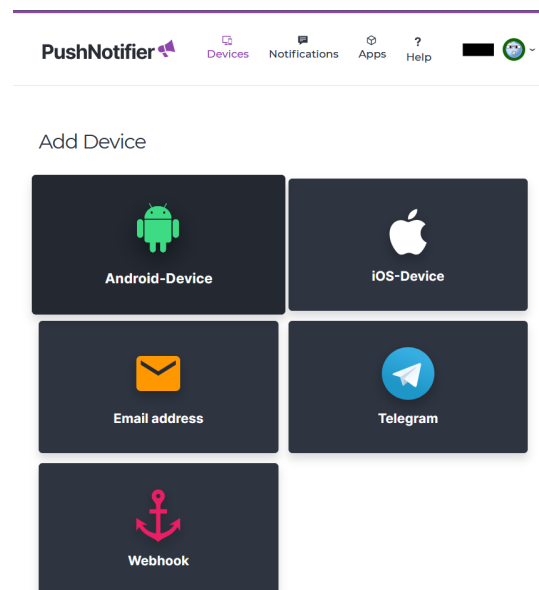 PushNotifier
Devices
Notifications
Apps
?
Help
Add Device
Android-Device
iOS-Device
Email address
Telegram
Webhook